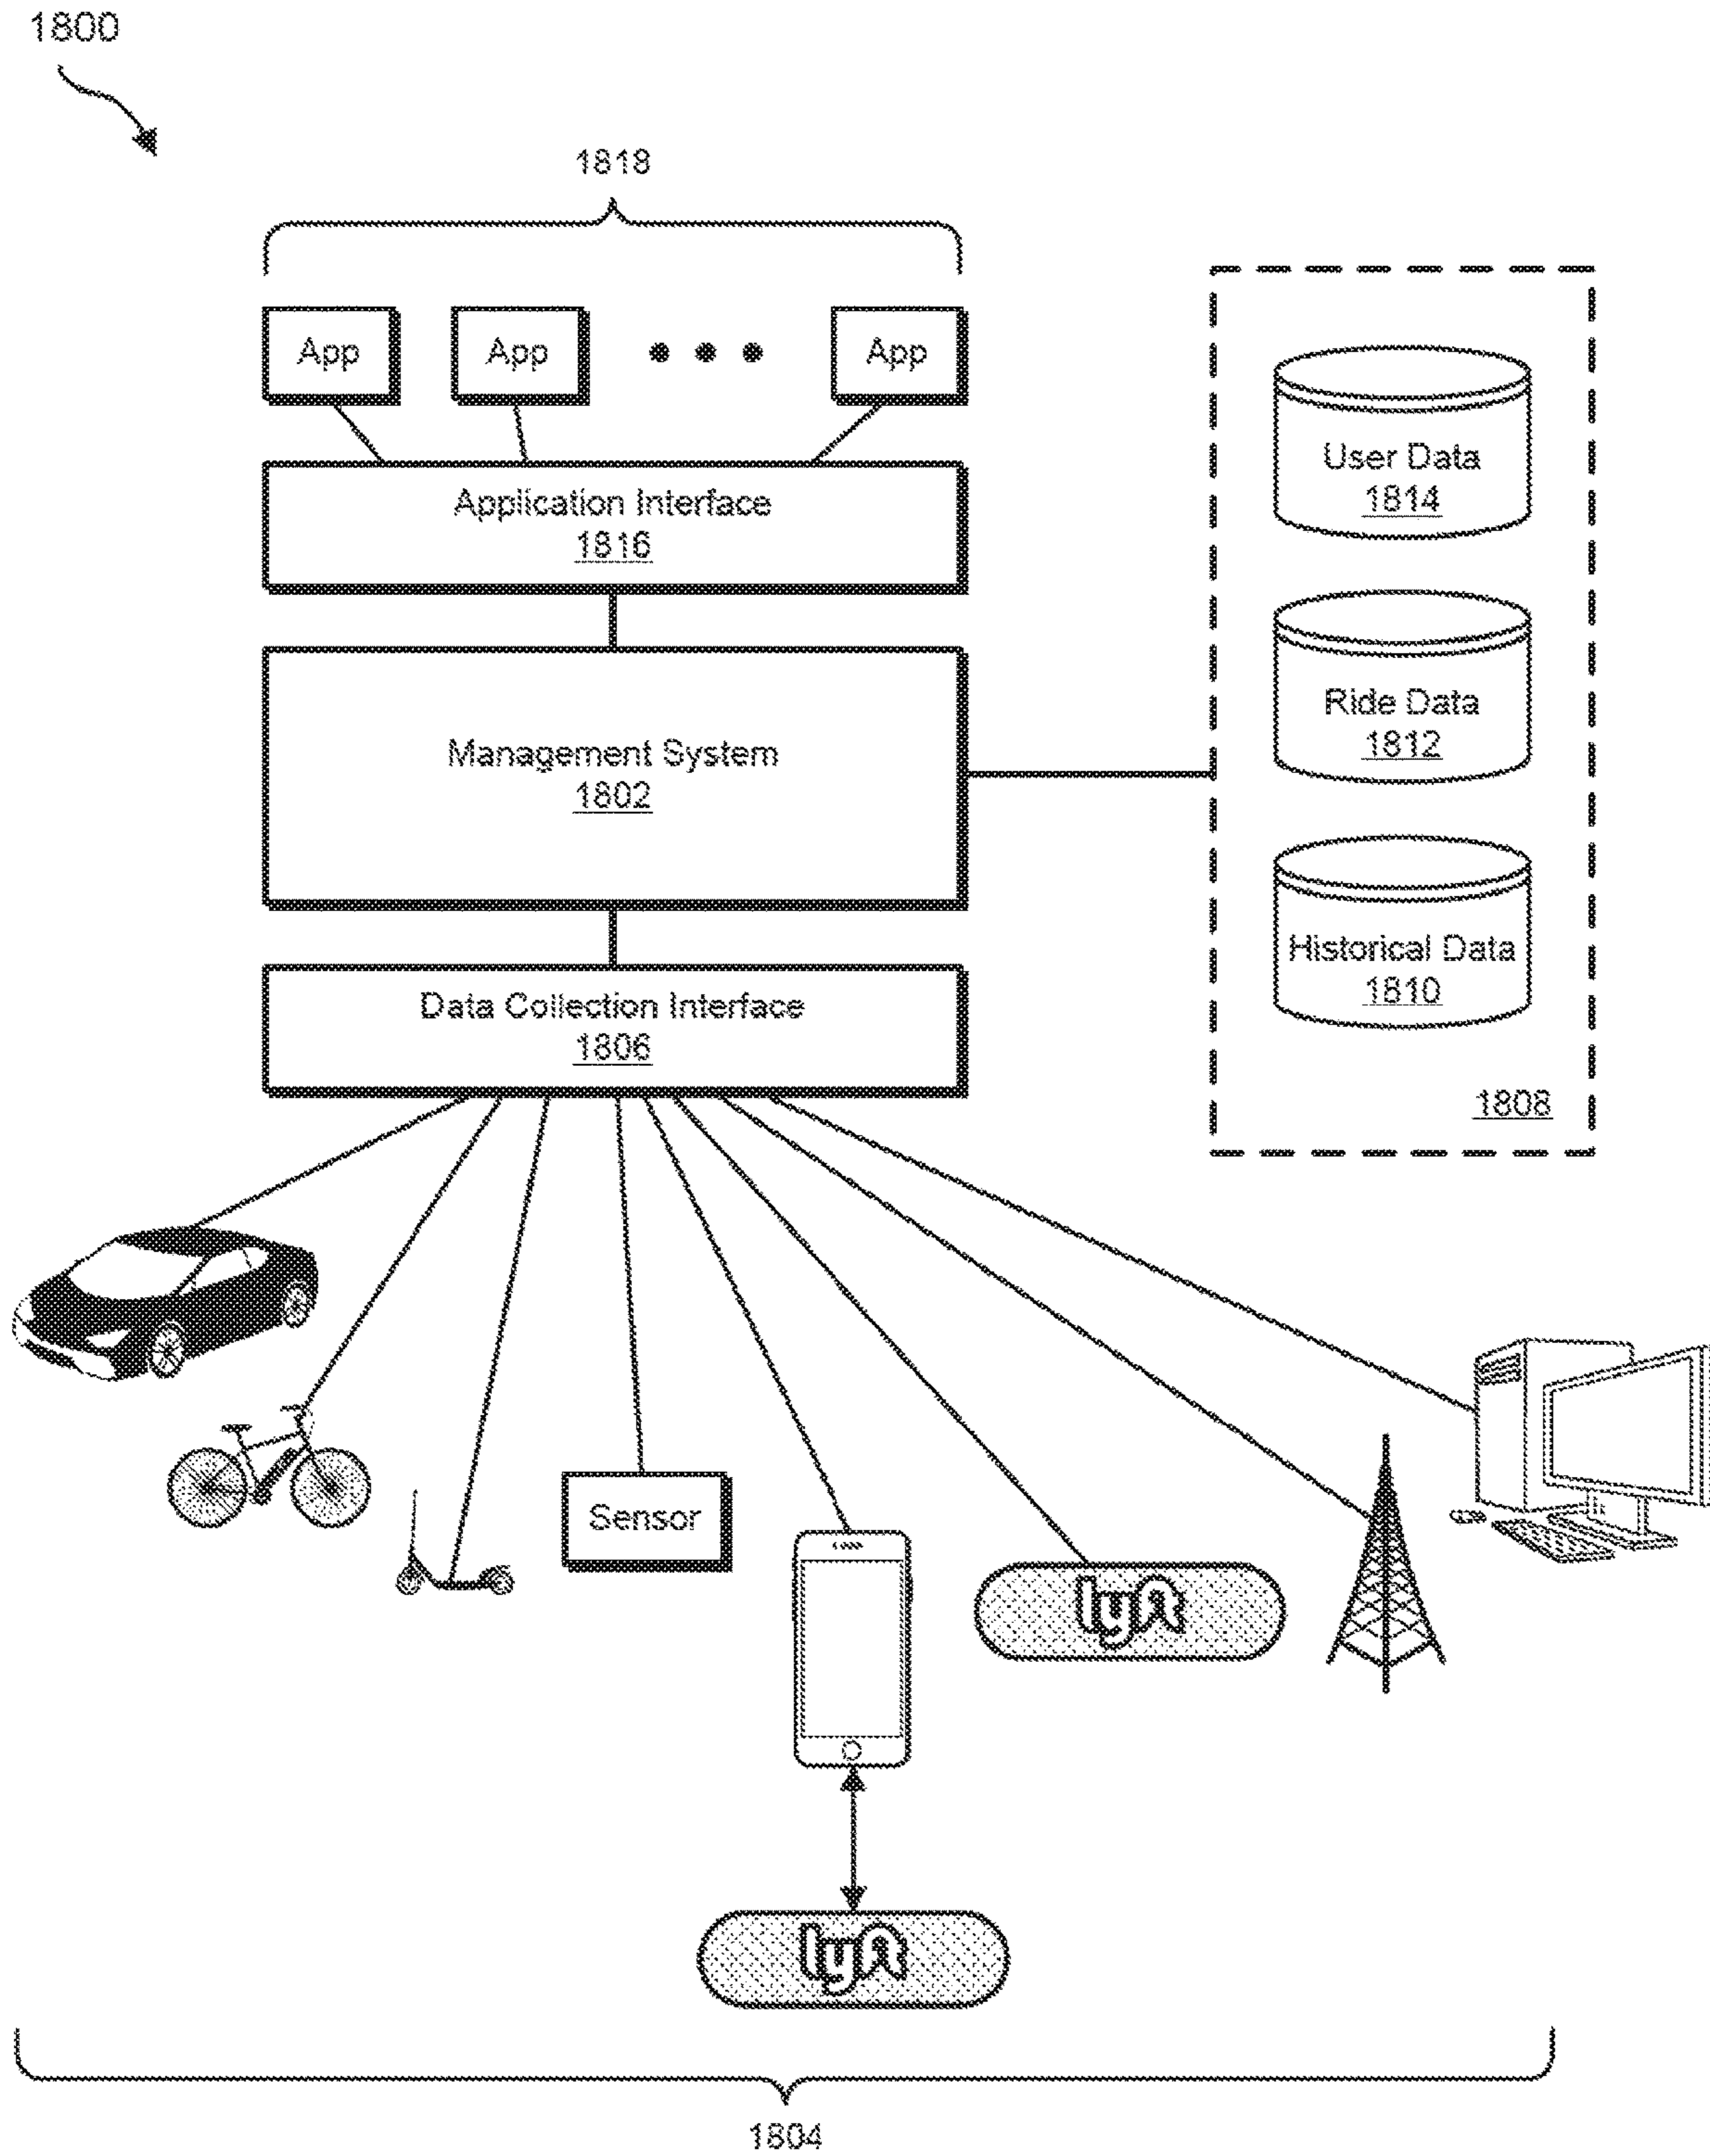 1800
1818
App
App
App
Application Interface
1816
Management System
1802
Data Collection Interface
1806
User Data
1814
Ride Data
1812
Historical Data
1810
1808
Sensor
lyft
lyft
1804